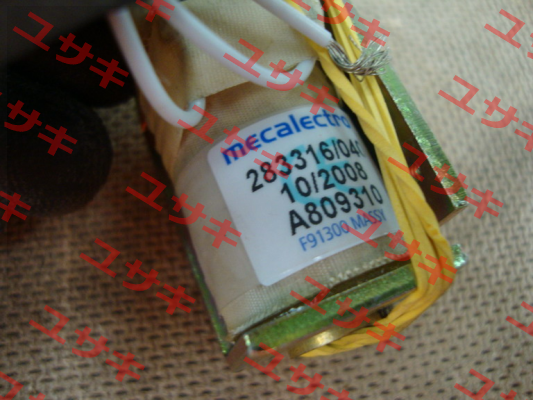 mecalectro
283316/04
10/2008
A809310
F91300 MASSY
ユサキ